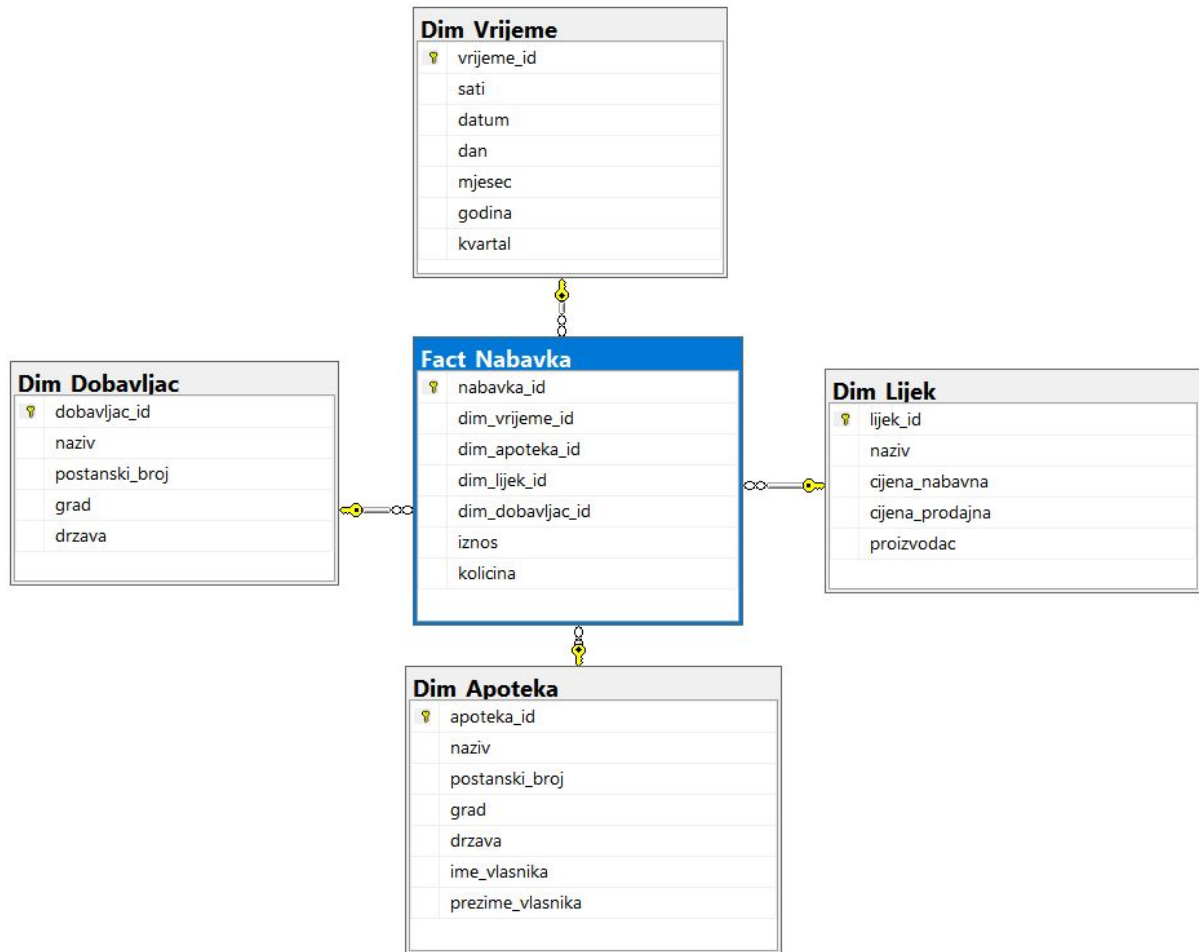 Dim Vrijeme
vrijeme_id
sati
datum
dan
mjesec
godina
kvartal
Fact Nabavka
nabavka_id
dim_vrijeme_id
dim_apoteka_id
dim_lijek_id
dim_dobavljac_id
iznos
kolicina
Dim Dobavljac
dobavljac_id
naziv
postanski_broj
grad
drzava
Dim Lijek
lijek_id
naziv
cijena_nabavna
cijena_prodajna
proizvodac
Dim Apoteka
apoteka_id
naziv
postanski_broj
grad
drzava
ime_vlasnika
prezime_vlasnika